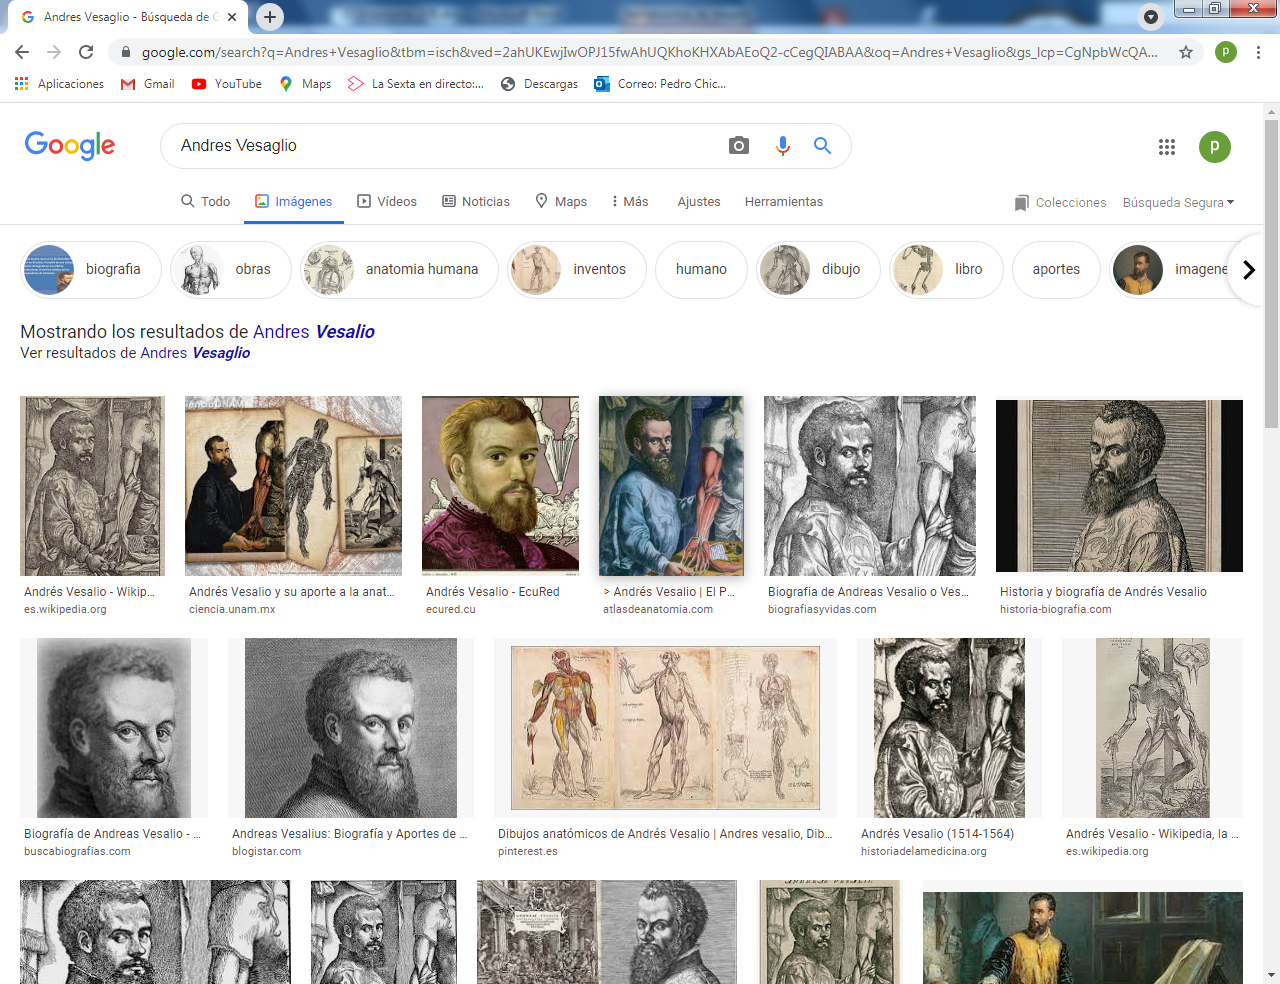 Andres Vesaglio - Búsqueda de G
google.com/search?q=Andres+Vesaglio&tbm=isch&ved=2ahUKEwjIwOPJ15fwAhUQKhoKHXAbAEoQ2-cCegQIABAA&oq=Andres+Vesaglio&gs_lcp=CgNpbWcQA...
p
Aplicaciones Gmail YouTube Maps La Sexta en directo:... Descargas Correo: Pedro Chic...
Google Andres Vesaglio p
Todo Imágenes Vídeos Noticias Maps Más Ajustes Herramientas Colecciones Búsqueda Segura
biografia obras anatomia humana inventos humano dibujo libro aportes imagene
Mostrando los resultados de Andres Vesalio
Ver resultados de Andres Vesaglio
Andrés Vesalio - Wikip... Andrés Vesalio y su aporte a la anat... Andrés Vesalio - EcuRed > Andrés Vesalio | El P... Biografia de Andreas Vesalio o Ves... Historia y biografía de Andrés Vesalio
es.wikipedia.org ciencia.unam.mx ecured.cu atlasdeanatomia.com biografiasyvidas.com historia-biografia.com
Biografía de Andreas Vesalio - ... Andreas Vesalius: Biografía y Aportes de ... Dibujos anatómicos de Andrés Vesalio | Andres vesalio, Dib... Andrés Vesalio (1514-1564) Andrés Vesalio - Wikipedia, la ...
buscabiografias.com blogistar.com pinterest.es historiadelamedicina.org es.wikipedia.org